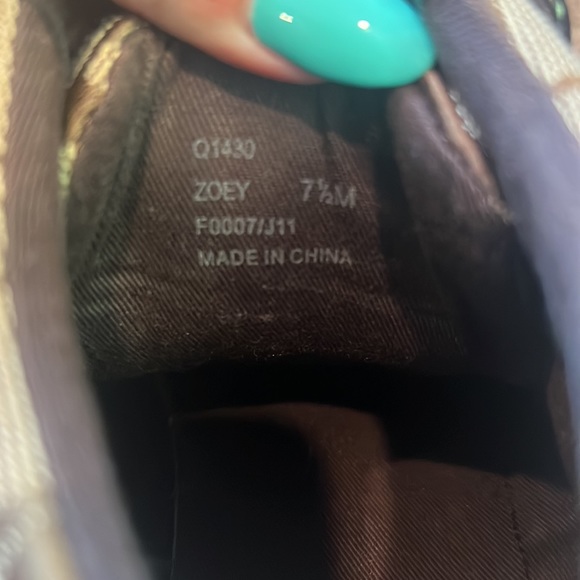 Q1430
ZOEY 7½M
F0007/J11
MADE IN CHINA